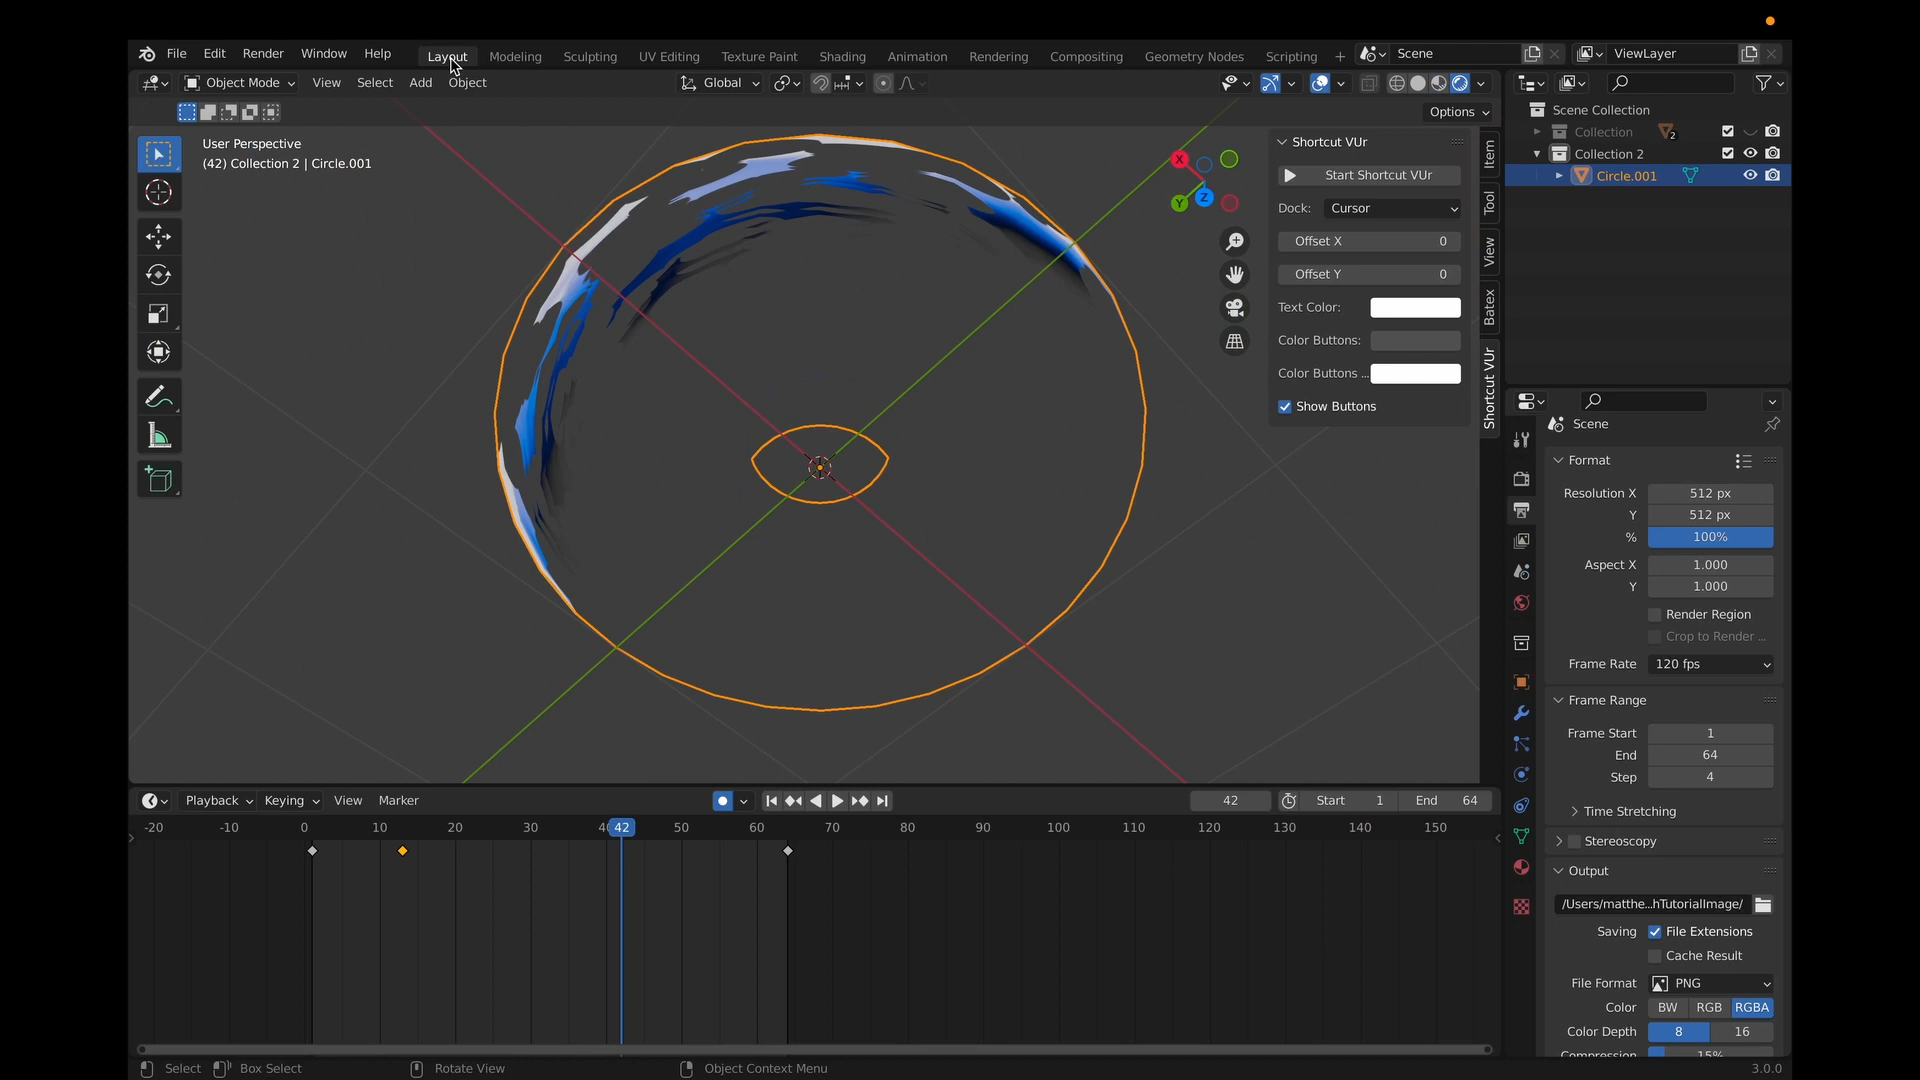 File Edit Render Window Help Layout Modeling Sculpting UV Editing Texture Paint Shading Animation Rendering Compositing Geometry Nodes Scripting + Scene ViewLayer
Object Mode View Select Add Object Global
Options
User Perspective
(42) Collection 2 | Circle.001
Shortcut VUr
Start Shortcut VUr
Dock: Cursor
Offset X 0
Offset Y 0
Text Color:
Color Buttons:
Color Buttons ...
Show Buttons
X
Y
Z
Item
Tool
View
Batex
Shortcut VUr
Scene Collection
Collection 2
Collection 2
Circle.001
Scene
Format
Resolution X 512 px
Y 512 px
% 100%
Aspect X 1.000
Y 1.000
Render Region
Crop to Render ...
Frame Rate 120 fps
Frame Range
Frame Start 1
End 64
Step 4
Time Stretching
Stereoscopy
Output
/Users/matthe...hTutorialImage/
Saving File Extensions
Cache Result
File Format PNG
Color BW RGB RGBA
Color Depth 8 16
Compression 15%
Playback Keying View Marker 42 Start 1 End 64
-20 -10 0 10 20 30 42 50 60 70 80 90 100 110 120 130 140 150
Select Box Select Rotate View Object Context Menu 3.0.0